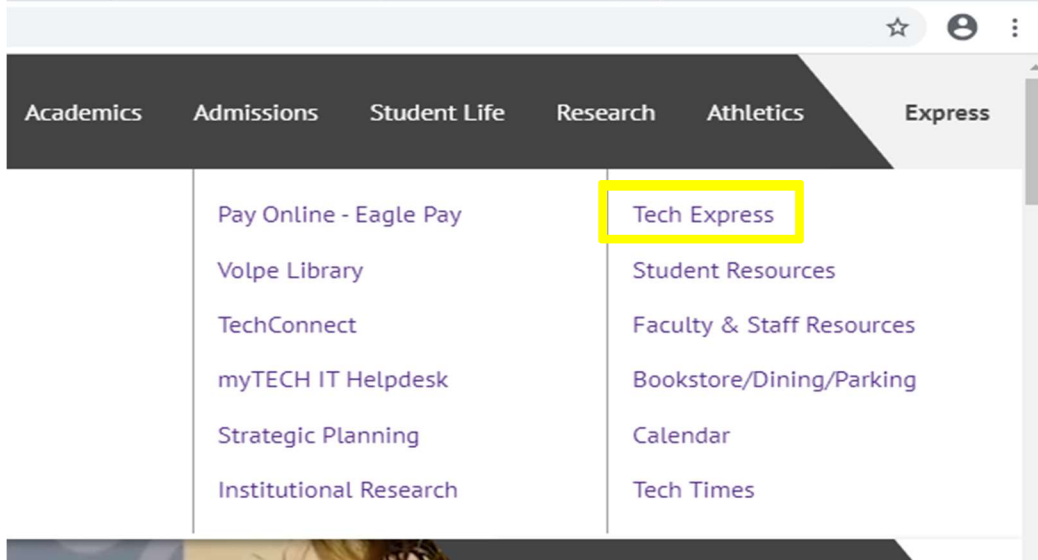 Academics Admissions Student Life Research Athletics Express
Pay Online - Eagle Pay
Volpe Library
TechConnect
myTECH IT Helpdesk
Strategic Planning
Institutional Research
Tech Express
Student Resources
Faculty & Staff Resources
Bookstore/Dining/Parking
Calendar
Tech Times